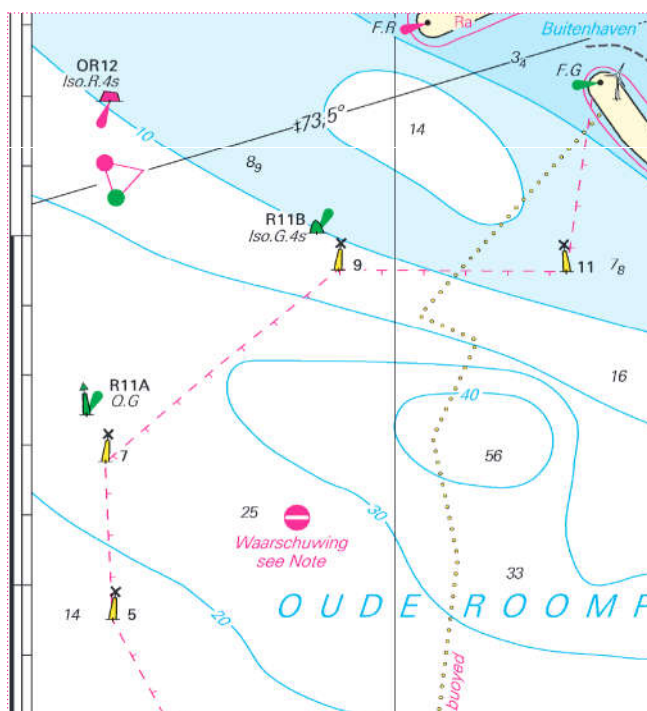 F.R
Ra
Buitenhaven
OR12
Iso.R.4s
3₄
F.G
10
‡73,5°
14
8₉
R11B
Iso.G.4s
9
11
7₈
16
R11A
O.G
40
7
56
25
Waarschuwing
see Note
30
33
14
5
20
OUDE ROOMP
buoyed